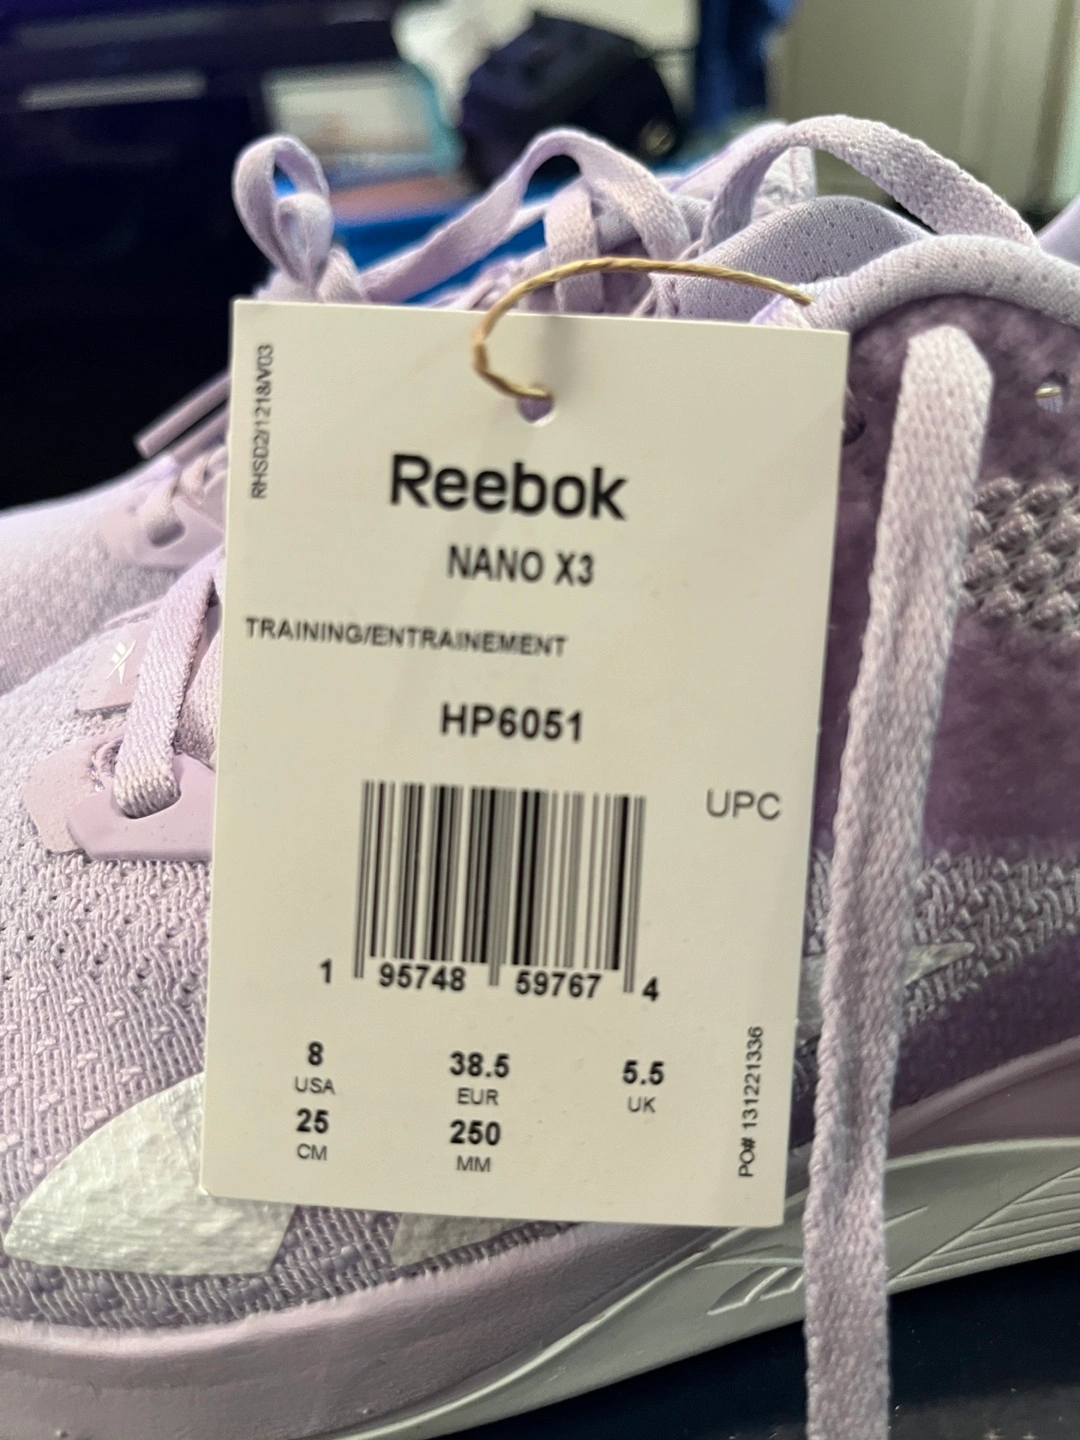 RHSD2/1218/V03
Reebok
NANO X3
TRAINING/ENTRAINEMENT
HP6051
UPC
1 95748 59767 4
8 38.5 5.5
USA EUR UK
25 250
CM MM
PO# 131221336